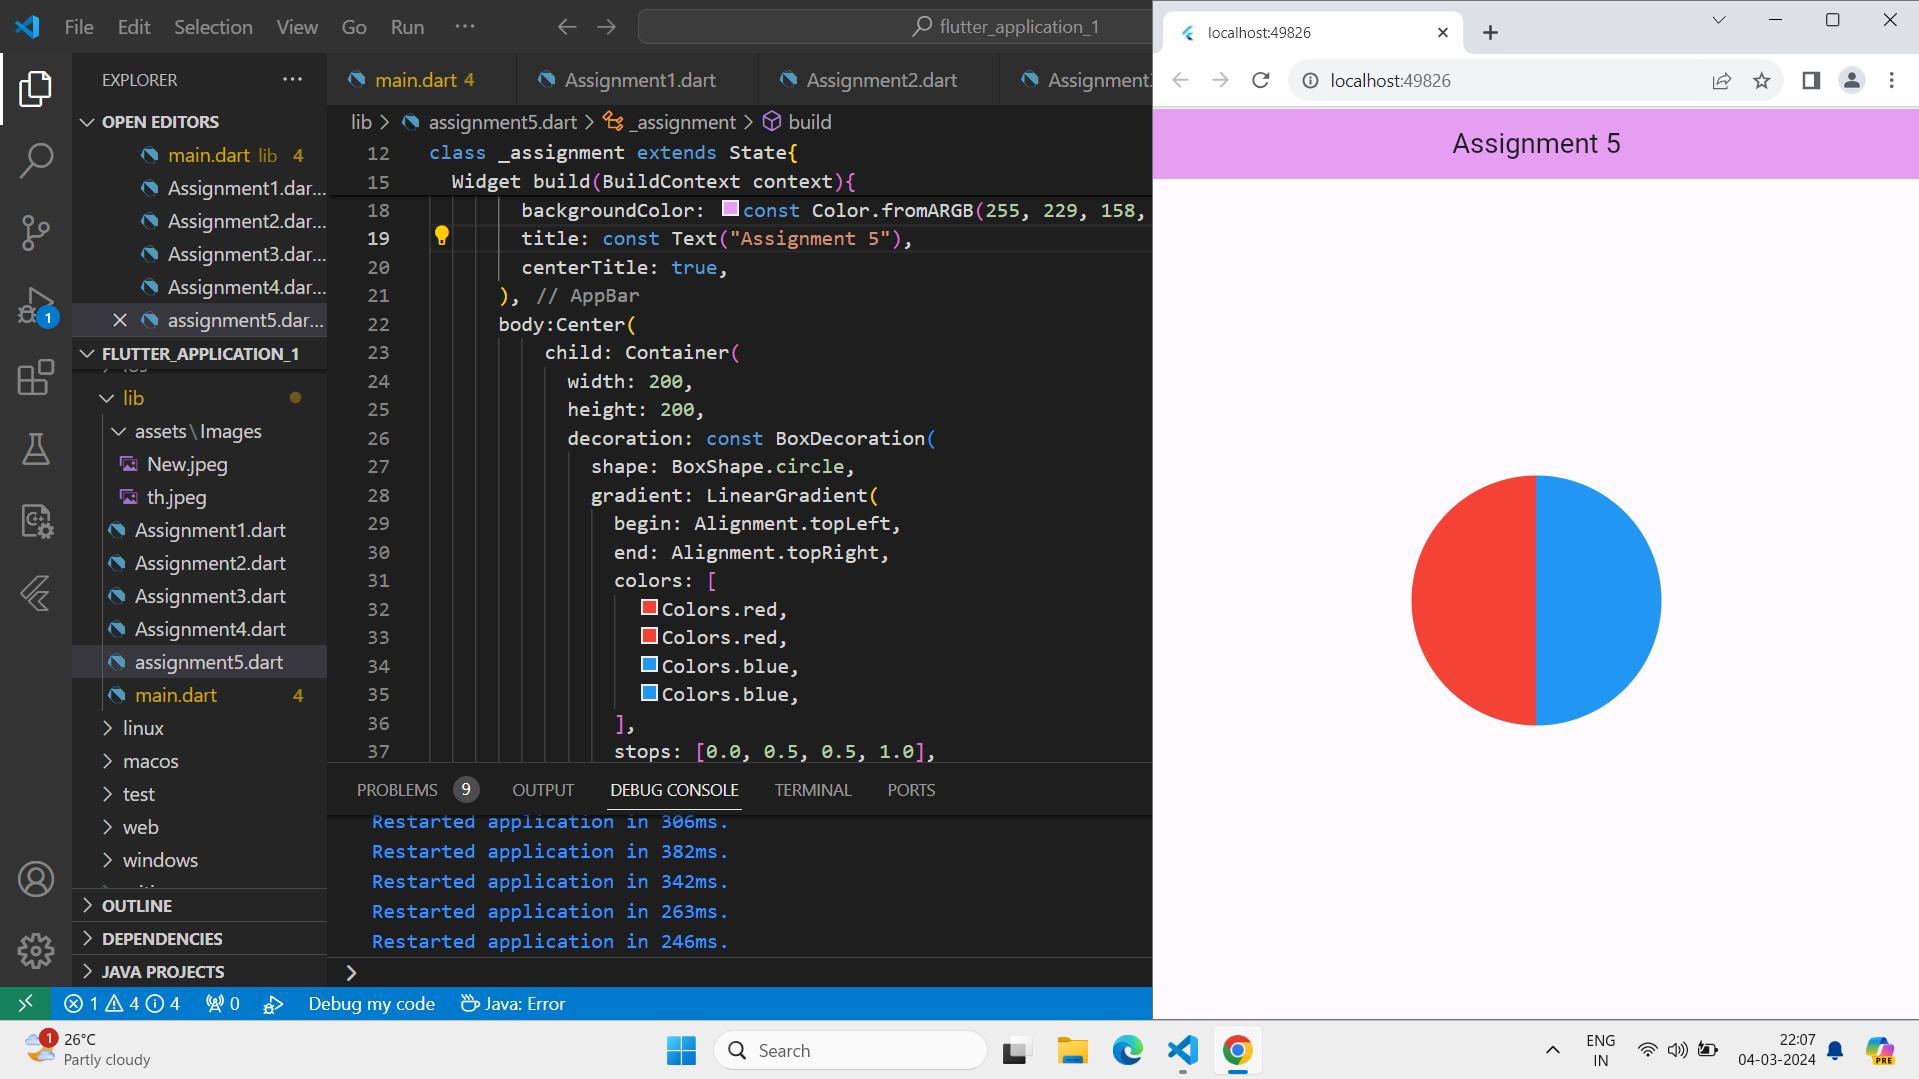 File Edit Selection View Go Run ···
flutter_application_1
EXPLORER
OPEN EDITORS
main.dart lib 4
Assignment1.dar...
Assignment2.dar...
Assignment3.dar...
Assignment4.dar...
assignment5.dar...
FLUTTER_APPLICATION_1
lib
assets\Images
New.jpeg
th.jpeg
Assignment1.dart
Assignment2.dart
Assignment3.dart
Assignment4.dart
assignment5.dart
main.dart 4
linux
macos
test
web
windows
OUTLINE
DEPENDENCIES
JAVA PROJECTS
1
main.dart 4 Assignment1.dart Assignment2.dart Assignment
lib > assignment5.dart > _assignment > build
12 class _assignment extends State{
15 Widget build(BuildContext context){
18 backgroundColor: const Color.fromARGB(255, 229, 158,
19 title: const Text("Assignment 5"),
20 centerTitle: true,
21 ), // AppBar
22 body:Center(
23 child: Container(
24 width: 200,
25 height: 200,
26 decoration: const BoxDecoration(
27 shape: BoxShape.circle,
28 gradient: LinearGradient(
29 begin: Alignment.topLeft,
30 end: Alignment.topRight,
31 colors: [
32 Colors.red,
33 Colors.red,
34 Colors.blue,
35 Colors.blue,
36 ],
37 stops: [0.0, 0.5, 0.5, 1.0],
PROBLEMS 9 OUTPUT DEBUG CONSOLE TERMINAL PORTS
Restarted application in 306ms.
Restarted application in 382ms.
Restarted application in 342ms.
Restarted application in 263ms.
Restarted application in 246ms.
>
1 4 4 0 Debug my code Java: Error
localhost:49826
localhost:49826
Assignment 5
1
26°C
Partly cloudy
Search
ENG
IN
22:07
04-03-2024
PRE